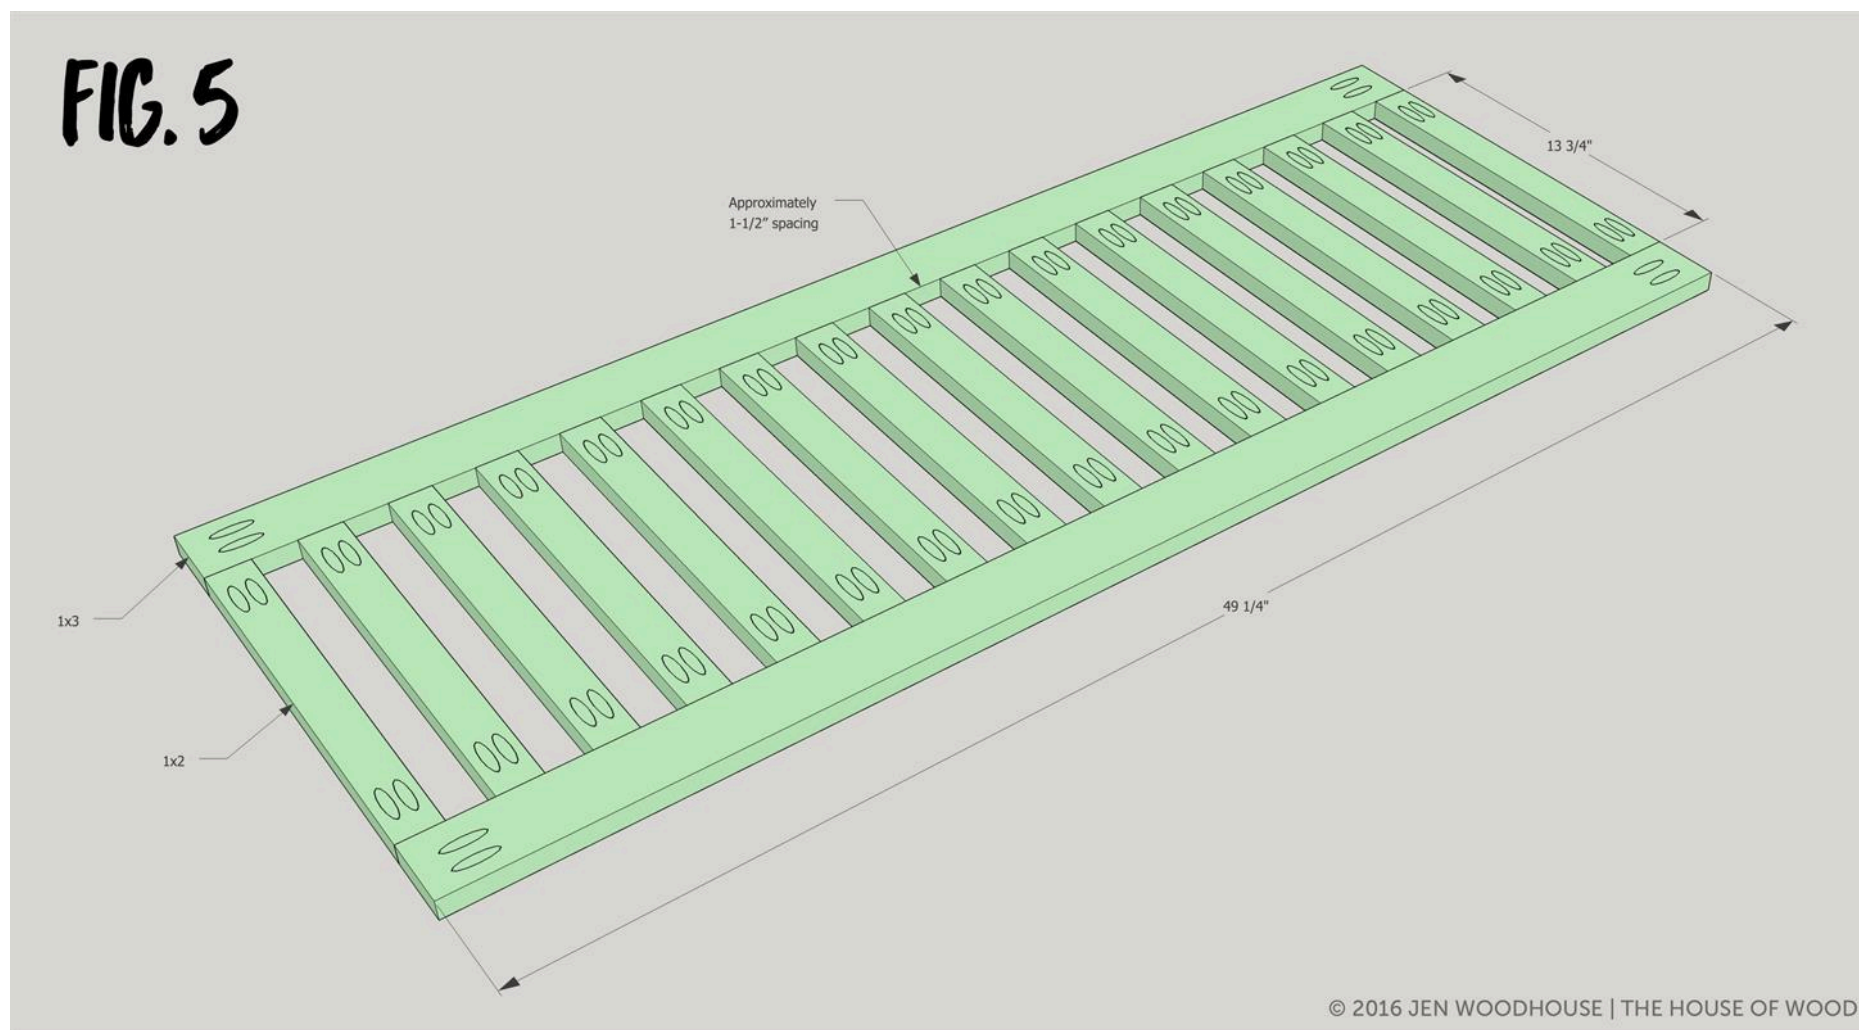 FIG. 5
13 3/4"
Approximately
1-1/2" spacing
49 1/4"
1x3
1x2
© 2016 JEN WOODHOUSE | THE HOUSE OF WOOD